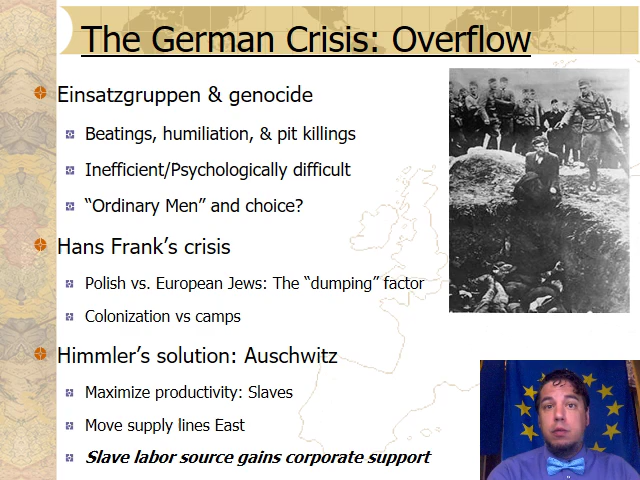 The German Crisis: Overflow
Einsatzgruppen & genocide
Beatings, humiliation, & pit killings
Inefficient/Psychologically difficult
“Ordinary Men” and choice?
Hans Frank’s crisis
Polish vs. European Jews: The “dumping” factor
Colonization vs camps
Himmler’s solution: Auschwitz
Maximize productivity: Slaves
Move supply lines East
Slave labor source gains corporate support